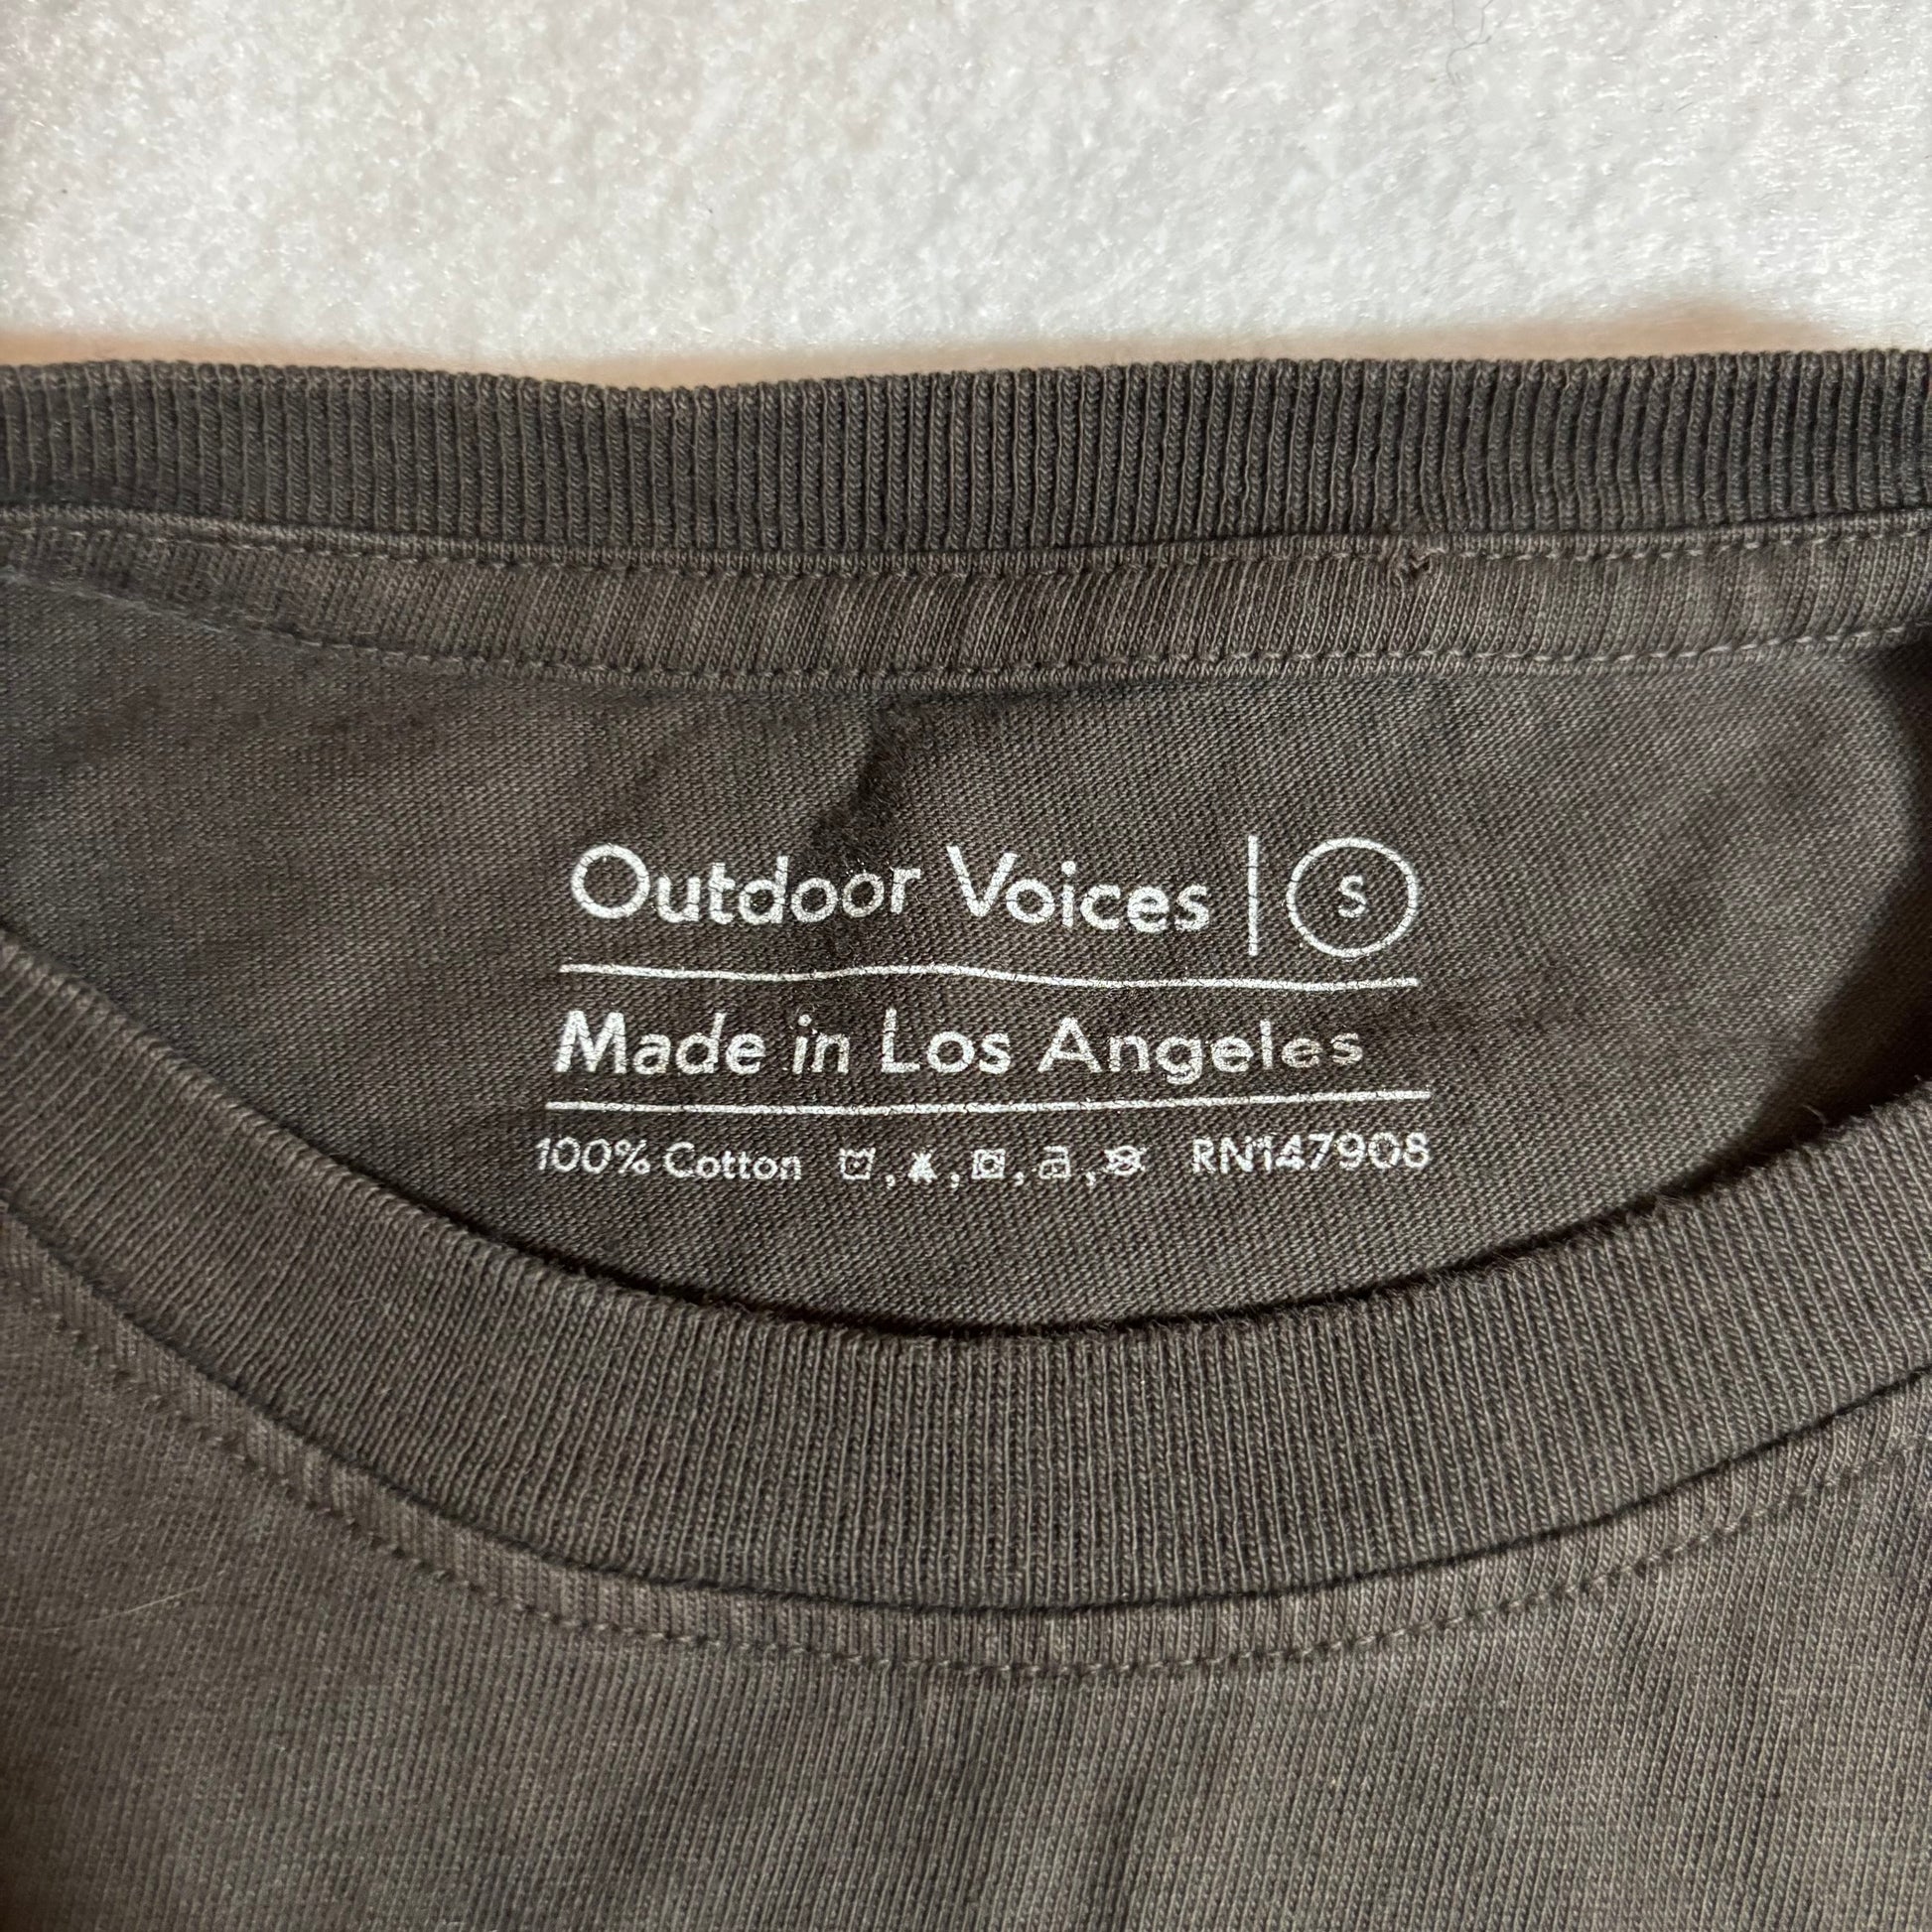 Outdoor Voices | S
Made in Los Angeles
100% Cotton , , , , RN147908